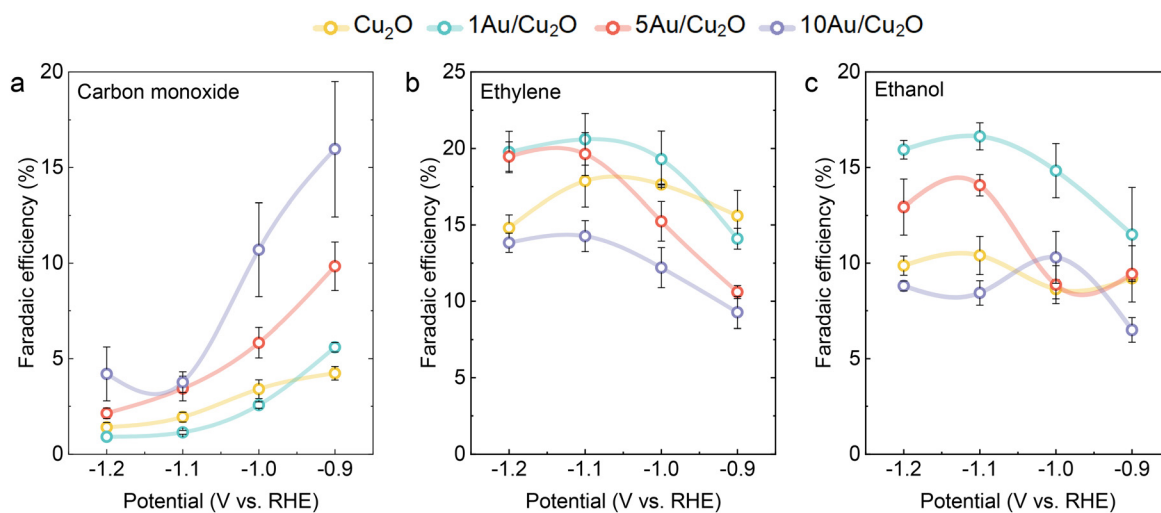 Cu₂O 1Au/Cu₂O 5Au/Cu₂O 10Au/Cu₂O
a
Carbon monoxide
Faradaic efficiency (%)
20
15
10
5
0
-1.2 -1.1 -1.0 -0.9
Potential (V vs. RHE)
b
Ethylene
Faradaic efficiency (%)
25
20
15
10
5
0
-1.2 -1.1 -1.0 -0.9
Potential (V vs. RHE)
c
Ethanol
Faradaic efficiency (%)
20
15
10
5
0
-1.2 -1.1 -1.0 -0.9
Potential (V vs. RHE)